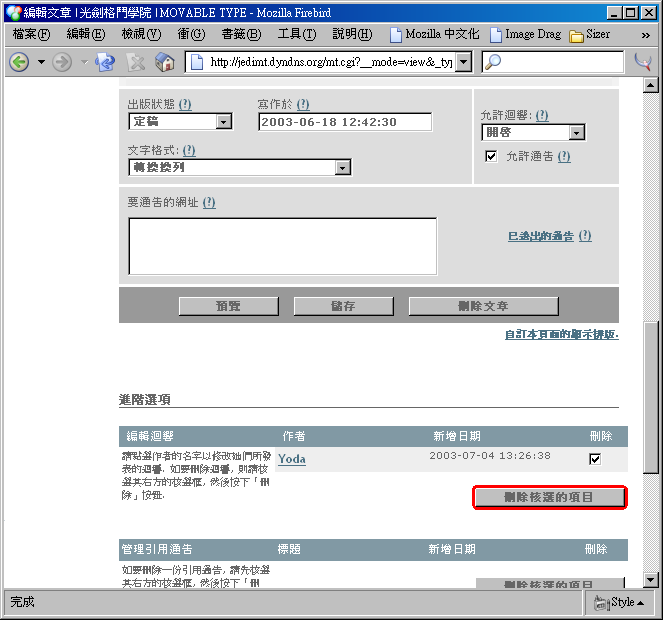 編輯文章 | 光劍格鬥學院 | MOVABLE TYPE - Mozilla Firebird
檔案(F) 編輯(E) 檢視(V) 衝(G) 書籤(B) 工具(T) 說明(H) Mozilla 中文化 Image Drag Sizer »
http://jedimt.dyndns.org/mt.cgi?__mode=view&_typ
出版狀態 (?) 寫作於 (?)
定稿 2003-06-18 12:42:30
允許迴響: (?)
開啓
文字格式: (?)
轉換換列
允許通告 (?)
要通告的網址 (?)
已送出的通告 (?)
預覽 儲存 刪除文章
自訂本頁面的顯示排版.
進階選項
編輯迴響 作者 新增日期 刪除
請點選作者的名字以修改她們所發
表的迴響. 如要刪除迴響, 則請核
選其右方的核選框, 然後按下「刪
除」按鈕.
Yoda 2003-07-04 13:26:38
刪除核選的項目
管理引用通告 標題 新增日期 刪除
如要刪除一份引用通告, 請先核選
其右方的核選框, 然後按下「刪
刪除核選的項目
完成 Style